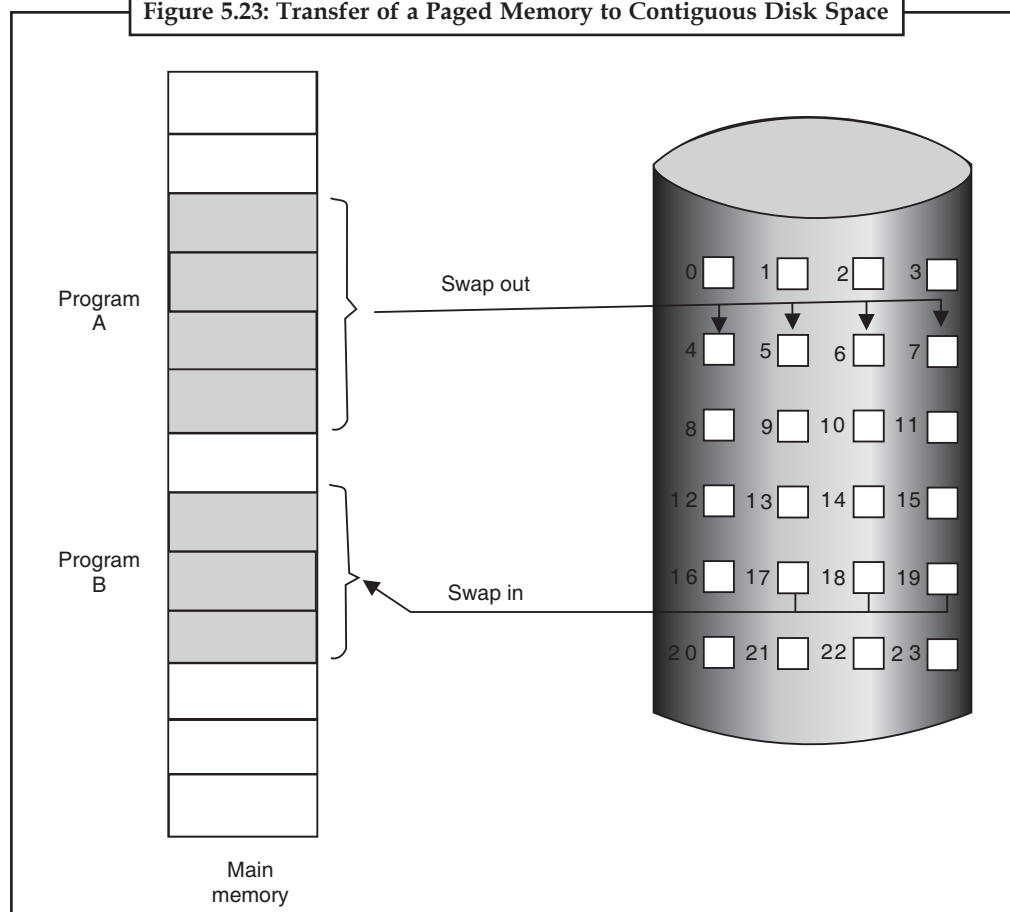 Figure 5.23: Transfer of a Paged Memory to Contiguous Disk Space
Program
A
Swap out
0 1 2 3
4 5 6 7
8 9 10 11
12 13 14 15
Program
B
Swap in
16 17 18 19
20 21 22 23
Main
memory